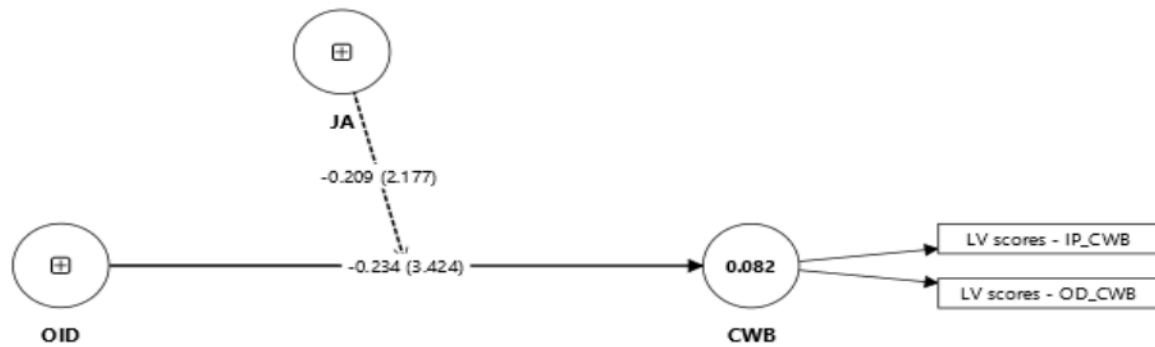 JA
-0.209 (2.177)
LV scores - IP_CWB
-0.234 (3.424)
0.082
LV scores - OD_CWB
OID
CWB